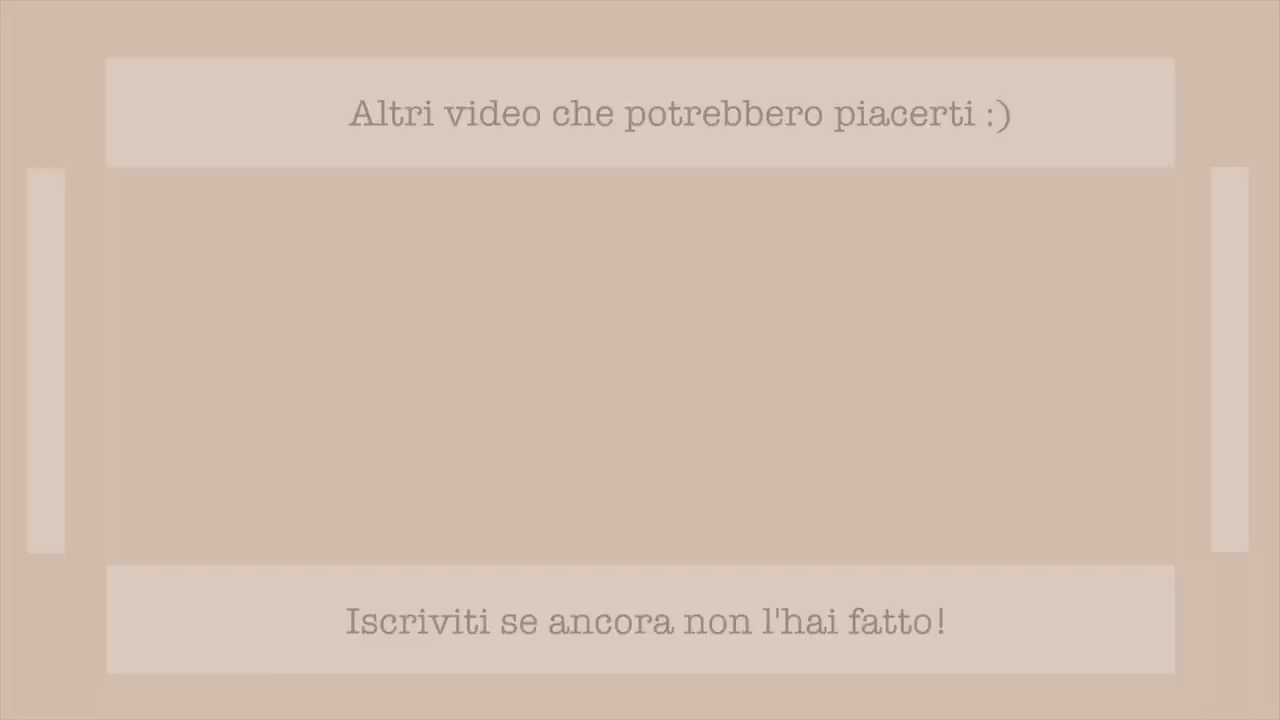 Altri video che potrebbero piacerti :)
Iscriviti se ancora non l'hai fatto!